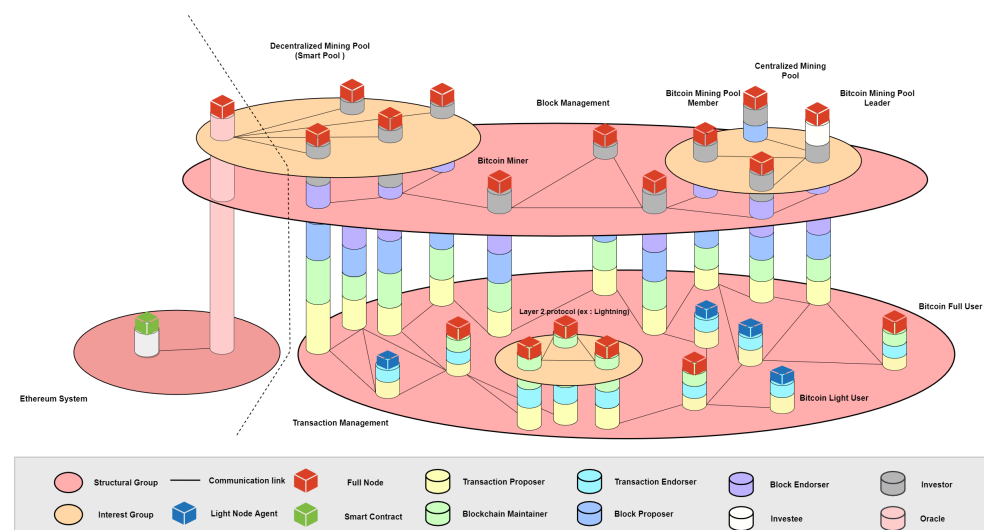 Decentralized Mining Pool
(Smart Pool )
Centralized Mining
Pool
Block Management
Bitcoin Mining Pool
Member
Bitcoin Mining Pool
Leader
Bitcoin Miner
Layer 2 protocol (ex : Lightning)
Bitcoin Full User
Ethereum System
Transaction Management
Bitcoin Light User
Structural Group
Communication link
Full Node
Transaction Proposer
Transaction Endorser
Block Endorser
Investor
Interest Group
Light Node Agent
Smart Contract
Blockchain Maintainer
Block Proposer
Investee
Oracle